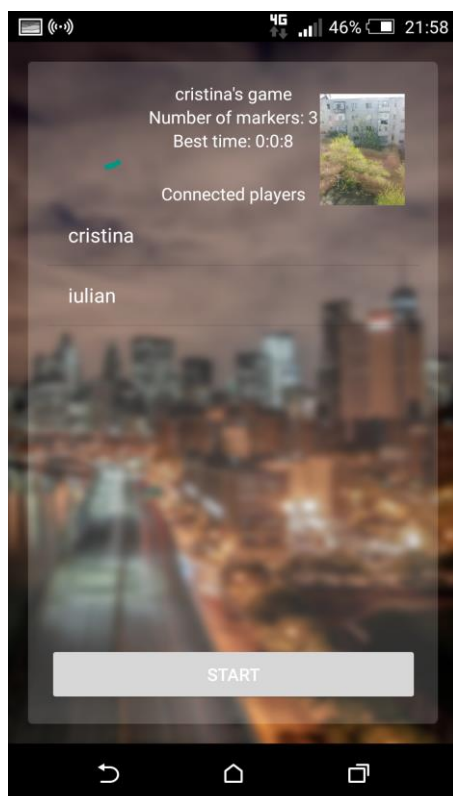 4G 46% 21:58
cristina's game
Number of markers: 3
Best time: 0:0:8
Connected players
cristina
iulian
START